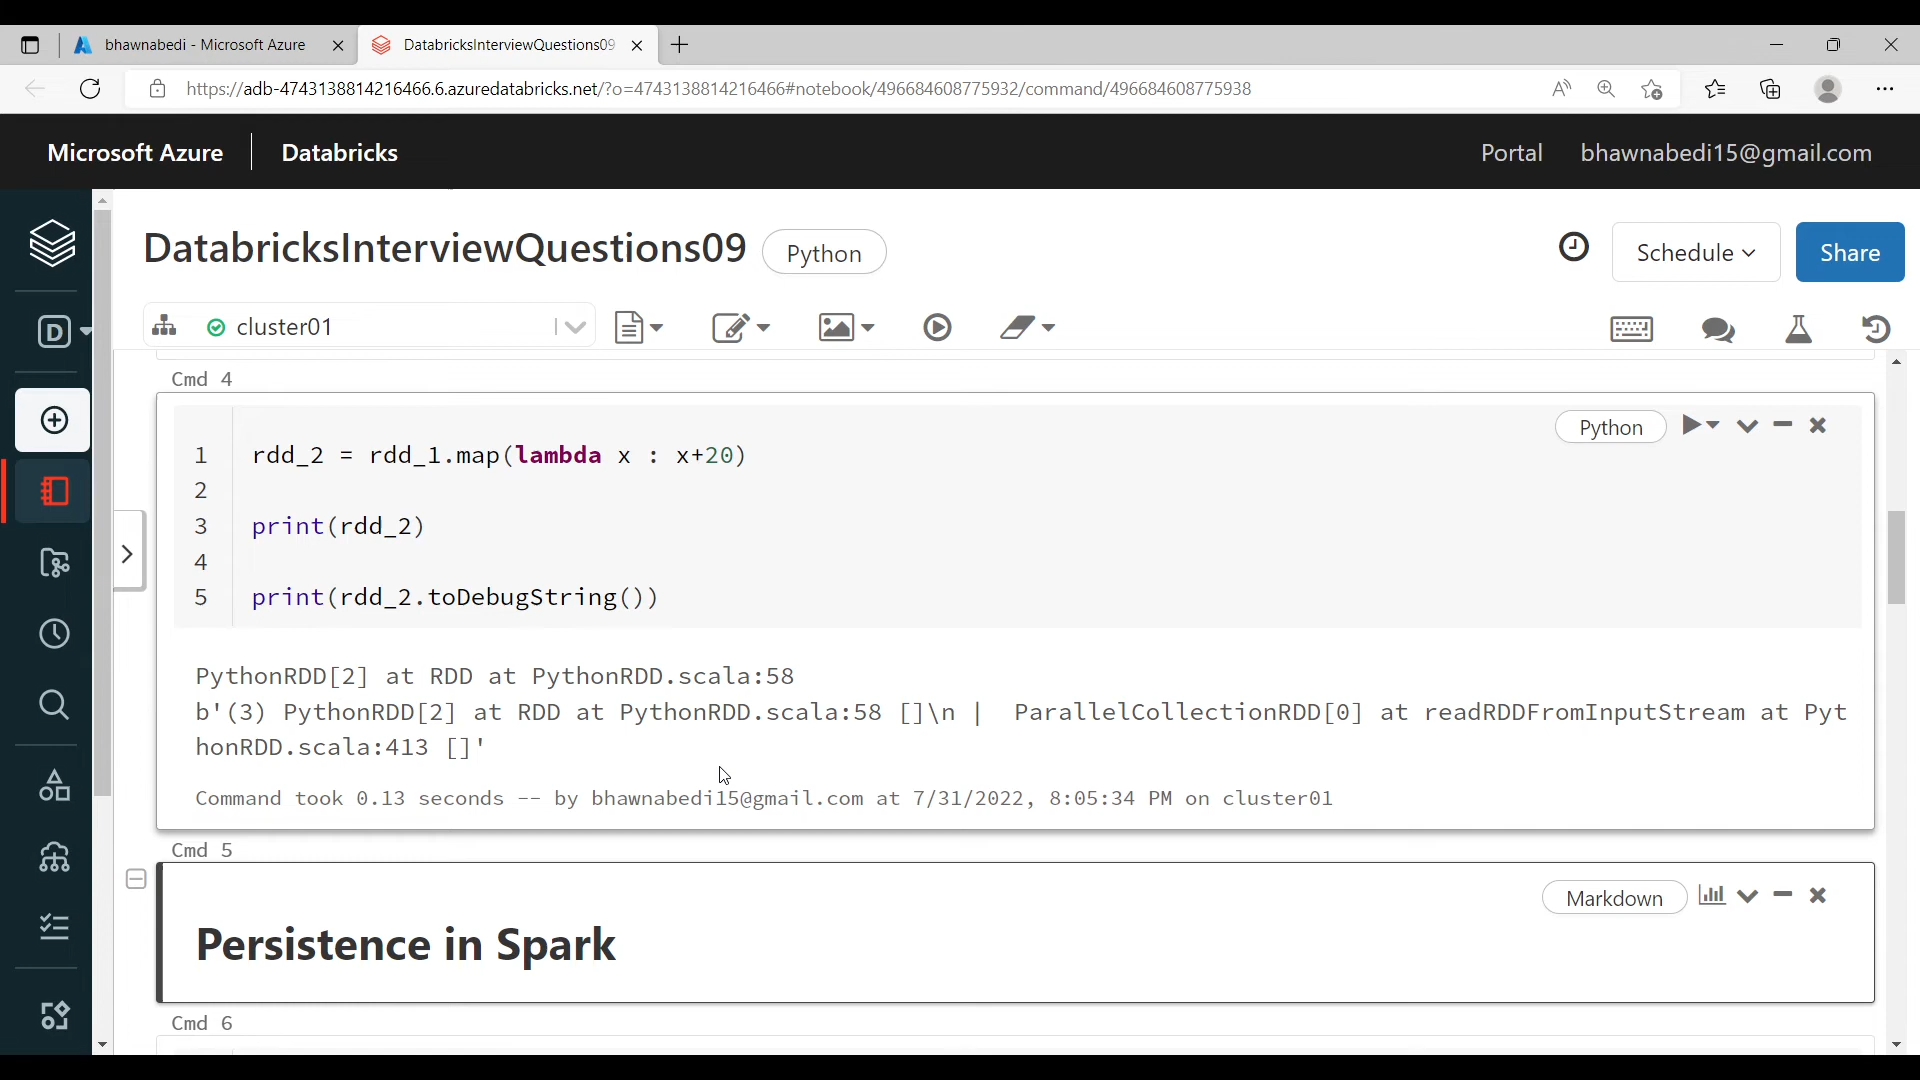 bhawnabedi - Microsoft Azure
DatabricksInterviewQuestions09
https://adb-4743138814216466.6.azuredatabricks.net/?o=4743138814216466#notebook/496684608775932/command/496684608775938
Microsoft Azure
Databricks
Portal
bhawnabedi15@gmail.com
DatabricksInterviewQuestions09
Python
Schedule
Share
D
cluster01
Cmd 4
Python
1 rdd_2 = rdd_1.map(lambda x : x+20)
2
3 print(rdd_2)
4
5 print(rdd_2.toDebugString())
PythonRDD[2] at RDD at PythonRDD.scala:58
b'(3) PythonRDD[2] at RDD at PythonRDD.scala:58 []\n |  ParallelCollectionRDD[0] at readRDDFromInputStream at Pyt
honRDD.scala:413 []'
Command took 0.13 seconds -- by bhawnabedi15@gmail.com at 7/31/2022, 8:05:34 PM on cluster01
Cmd 5
Markdown
Persistence in Spark
Cmd 6